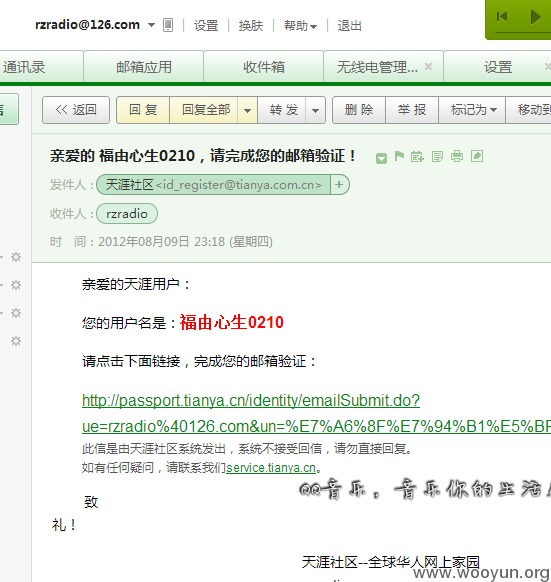 rzradio@126.com 设置 换肤 帮助 退出
通讯录 邮箱应用 收件箱 无线电管理... × 设置 ×
<< 返回 回 复 回复全部 转 发 删 除 举 报 标记为 移动到
亲爱的 福由心生0210，请完成您的邮箱验证！
发件人：天涯社区<id_register@tianya.com.cn> +
收件人：rzradio
时 间：2012年08月09日 23:18 (星期四)
亲爱的天涯用户：
您的用户名是：福由心生0210
请点击下面链接，完成您的邮箱验证：
http://passport.tianya.cn/identity/emailSubmit.do?
ue=rzradio%40126.com&un=%E7%A6%8F%E7%94%B1%E5%BF
此信是由天涯社区系统发出，系统不接受回信，请勿直接回复。
如有任何疑问，请联系我们service.tianya.cn。
QQ音乐，音乐你的生活
致
礼！
天涯社区--全球华人网上家园
www.wooyun.org